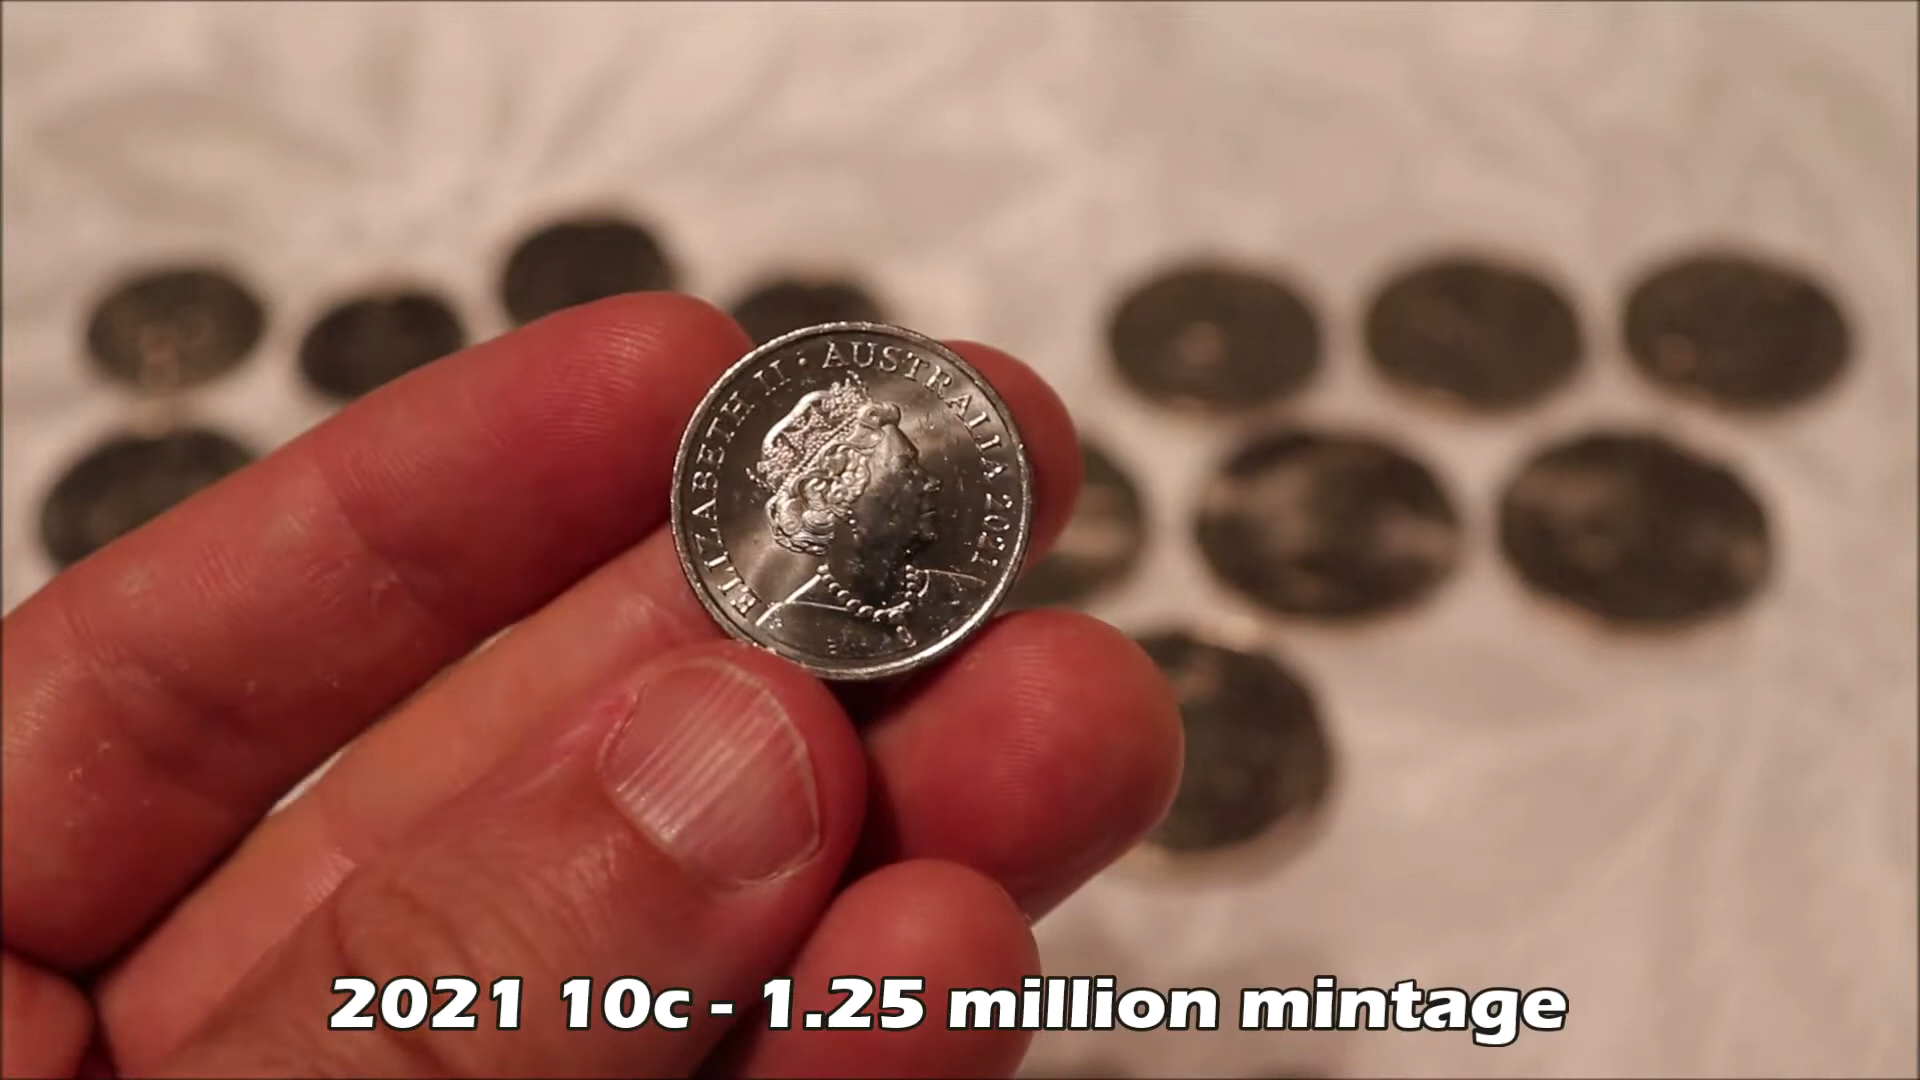 ELIZABETH II • AUSTRALIA 2021
2021 10c - 1.25 million mintage